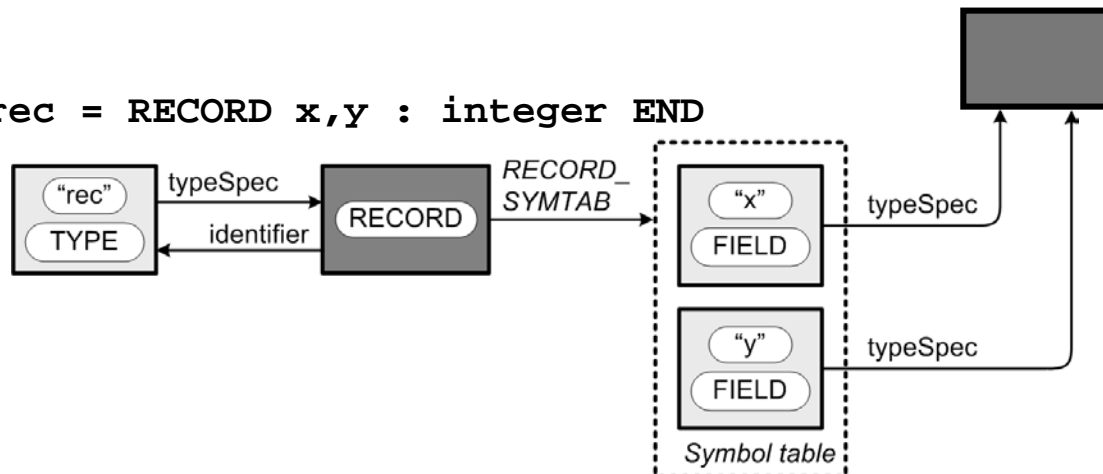 rec = RECORD x,y : integer END
“rec”
TYPE
typeSpec
identifier
RECORD
RECORD_
SYMTAB
“x”
FIELD
typeSpec
“y”
FIELD
typeSpec
Symbol table